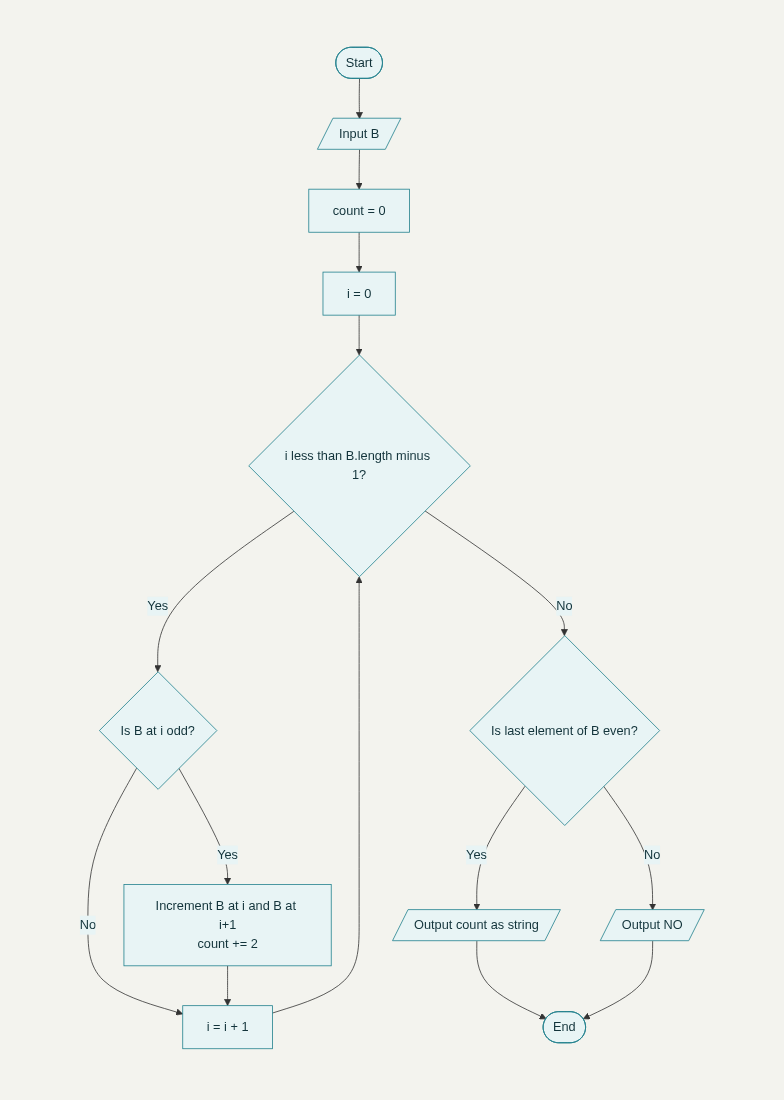 Start
Input B
count = 0
i = 0
i less than B.length minus
1?
Yes
No
Is B at i odd?
Is last element of B even?
Yes
Yes
No
No
Increment B at i and B at
i+1
count += 2
Output count as string
Output NO
i = i + 1
End